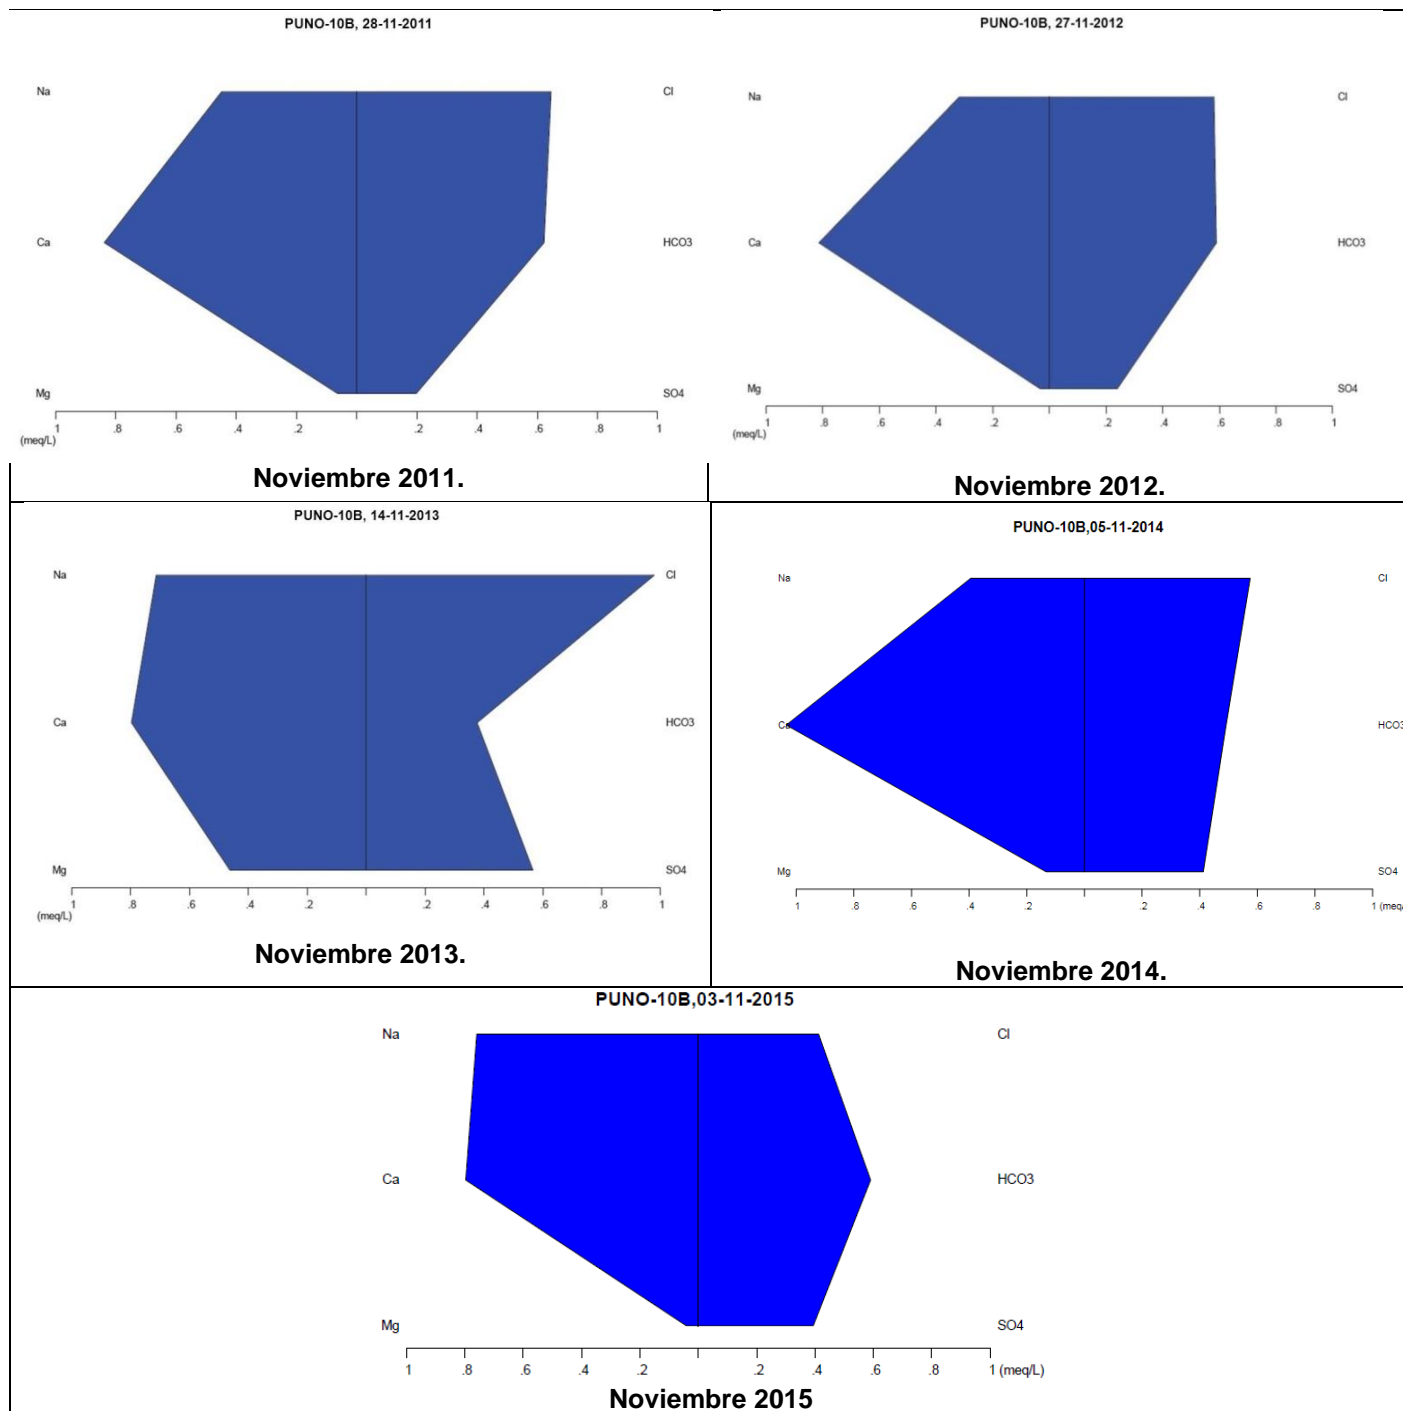 PUNO-10B, 28-11-2011
Na
Cl
Ca
HCO3
Mg
SO4
1 .8 .6 .4 .2 .2 .4 .6 .8 1
(meq/L)
Noviembre 2011.
PUNO-10B, 27-11-2012
Na
Cl
Ca
HCO3
Mg
SO4
1 .8 .6 .4 .2 .2 .4 .6 .8 1
(meq/L)
Noviembre 2012.
PUNO-10B, 14-11-2013
Na
Cl
Ca
HCO3
Mg
SO4
1 .8 .6 .4 .2 .2 .4 .6 .8 1
(meq/L)
Noviembre 2013.
PUNO-10B,05-11-2014
Na
Cl
Ca
HCO3
Mg
SO4
1 .8 .6 .4 .2 .2 .4 .6 .8 1 (meq/
Noviembre 2014.
PUNO-10B,03-11-2015
Na
Cl
Ca
HCO3
Mg
SO4
1 .8 .6 .4 .2 .2 .4 .6 .8 1 (meq/L)
Noviembre 2015